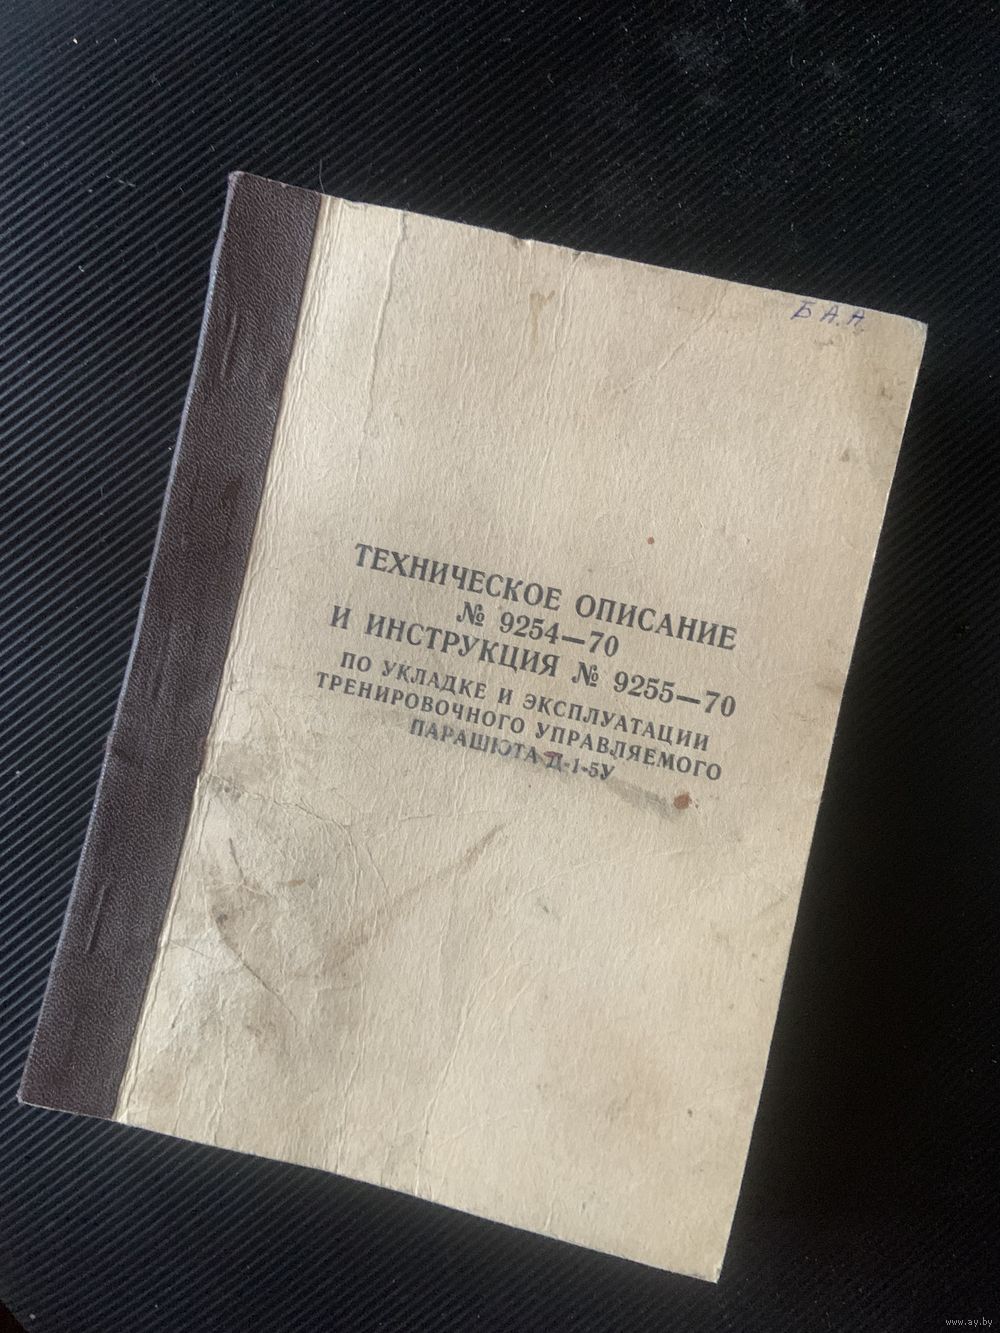 Б А. А.
ТЕХНИЧЕСКОЕ ОПИСАНИЕ
№ 9254—70
И ИНСТРУКЦИЯ № 9255—70
ПО УКЛАДКЕ И ЭКСПЛУАТАЦИИ
ТРЕНИРОВОЧНОГО УПРАВЛЯЕМОГО
ПАРАШЮТА Д-1-5У
www.ay.by